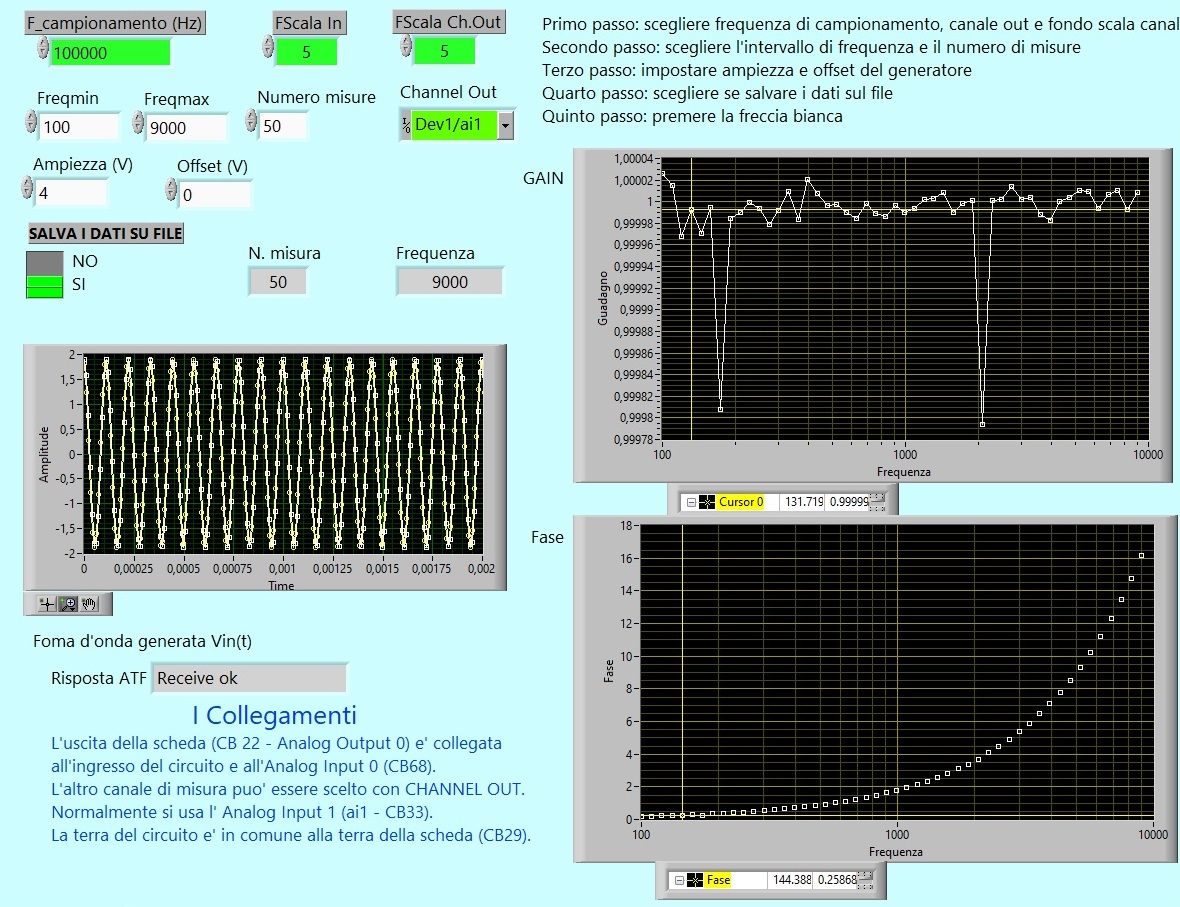 F_campionamento (Hz)
100000
FScala In
5
FScala Ch.Out
5
Primo passo: scegliere frequenza di campionamento, canale out e fondo scala canal
Secondo passo: scegliere l'intervallo di frequenza e il numero di misure
Terzo passo: impostare ampiezza e offset del generatore
Quarto passo: scegliere se salvare i dati sul file
Quinto passo: premere la freccia bianca
Freqmin
100
Freqmax
9000
Numero misure
50
Channel Out
I/0 Dev1/ai1
Ampiezza (V)
4
Offset (V)
0
SALVA I DATI SU FILE
NO
SI
N. misura
50
Frequenza
9000
GAIN
Guadagno
1,00004
1,00002
1
0,99998
0,99996
0,99994
0,99992
0,9999
0,99988
0,99986
0,99984
0,99982
0,9998
0,99978
100 1000 10000
Frequenza
Cursor 0 131.719 0.99999
Amplitude
2
1,5
1
0,5
0
-0,5
-1
-1,5
-2
0 0,00025 0,0005 0,00075 0,001 0,00125 0,0015 0,00175 0,002
Time
Fase
Fase
18
16
14
12
10
8
6
4
2
0
100 1000 10000
Frequenza
Fase 144.388 0.25868
Foma d'onda generata Vin(t)
Risposta ATF Receive ok
I Collegamenti
L'uscita della scheda (CB 22 - Analog Output 0) e' collegata
all'ingresso del circuito e all'Analog Input 0 (CB68).
L'altro canale di misura puo' essere scelto con CHANNEL OUT.
Normalmente si usa l' Analog Input 1 (ai1 - CB33).
La terra del circuito e' in comune alla terra della scheda (CB29).